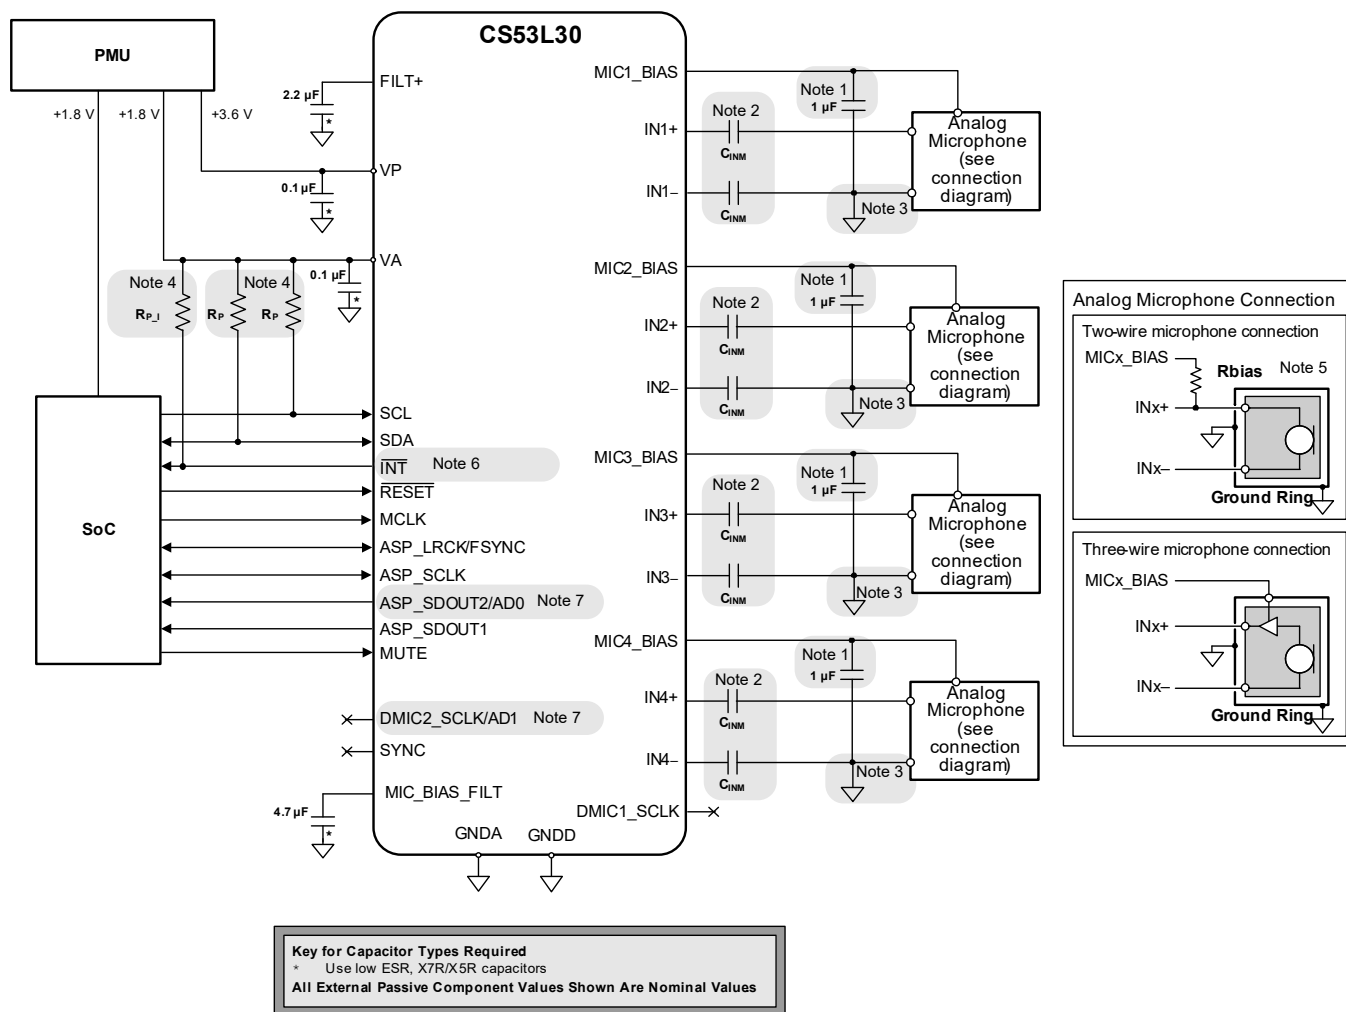 CS53L30
PMU
+1.8 V
+1.8 V
+3.6 V
2.2 µF
*
FILT+
0.1 µF
*
VP
0.1 µF
*
VA
Note 4
RP_I
Note 4
RP
RP
SoC
SCL
SDA
INT
Note 6
RESET
MCLK
ASP_LRCK/FSYNC
ASP_SCLK
ASP_SDOUT2/AD0
Note 7
ASP_SDOUT1
MUTE
DMIC2_SCLK/AD1
Note 7
SYNC
MIC_BIAS_FILT
4.7 µF
*
GNDA
GNDD
MIC1_BIAS
Note 1
1 µF
Note 2
IN1+
CINM
IN1–
CINM
Note 3
Analog
Microphone
(see
connection
diagram)
MIC2_BIAS
Note 1
1 µF
Note 2
IN2+
CINM
IN2–
CINM
Note 3
Analog
Microphone
(see
connection
diagram)
MIC3_BIAS
Note 1
1 µF
Note 2
IN3+
CINM
IN3–
CINM
Note 3
Analog
Microphone
(see
connection
diagram)
MIC4_BIAS
Note 1
1 µF
Note 2
IN4+
CINM
IN4–
CINM
Note 3
Analog
Microphone
(see
connection
diagram)
DMIC1_SCLK
Analog Microphone Connection
Two-wire microphone connection
MICx_BIAS
Rbias
Note 5
INx+
INx–
Ground Ring
Three-wire microphone connection
MICx_BIAS
INx+
INx–
Ground Ring
Key for Capacitor Types Required
* Use low ESR, X7R/X5R capacitors
All External Passive Component Values Shown Are Nominal Values